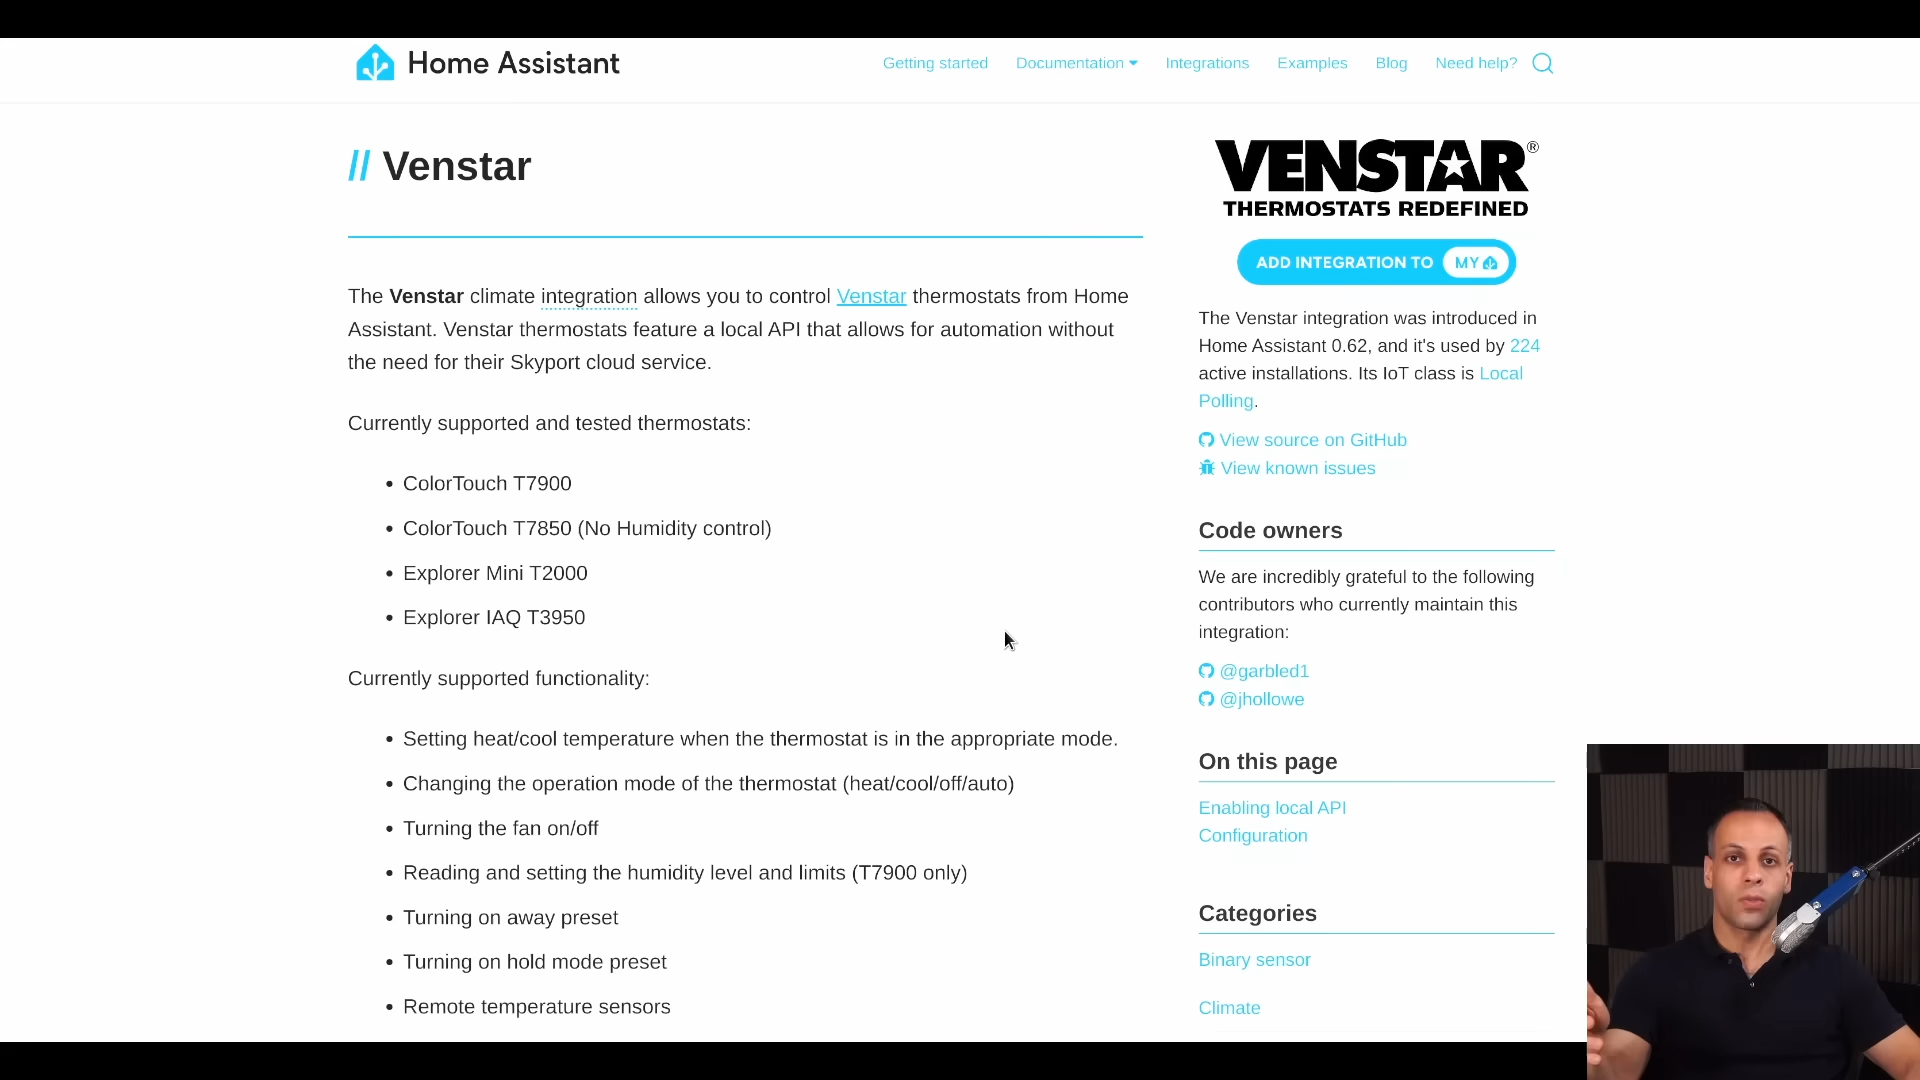 Home Assistant
Getting started
Documentation
Integrations
Examples
Blog
Need help?
// Venstar
The Venstar climate integration allows you to control Venstar thermostats from Home
Assistant. Venstar thermostats feature a local API that allows for automation without
the need for their Skyport cloud service.
Currently supported and tested thermostats:
• ColorTouch T7900
• ColorTouch T7850 (No Humidity control)
• Explorer Mini T2000
• Explorer IAQ T3950
Currently supported functionality:
• Setting heat/cool temperature when the thermostat is in the appropriate mode.
• Changing the operation mode of the thermostat (heat/cool/off/auto)
• Turning the fan on/off
• Reading and setting the humidity level and limits (T7900 only)
• Turning on away preset
• Turning on hold mode preset
• Remote temperature sensors
VENSTAR®
THERMOSTATS REDEFINED
ADD INTEGRATION TO MY
The Venstar integration was introduced in
Home Assistant 0.62, and it's used by 224
active installations. Its IoT class is Local
Polling.
View source on GitHub
View known issues
Code owners
We are incredibly grateful to the following
contributors who currently maintain this
integration:
@garbled1
@jhollowe
On this page
Enabling local API
Configuration
Categories
Binary sensor
Climate